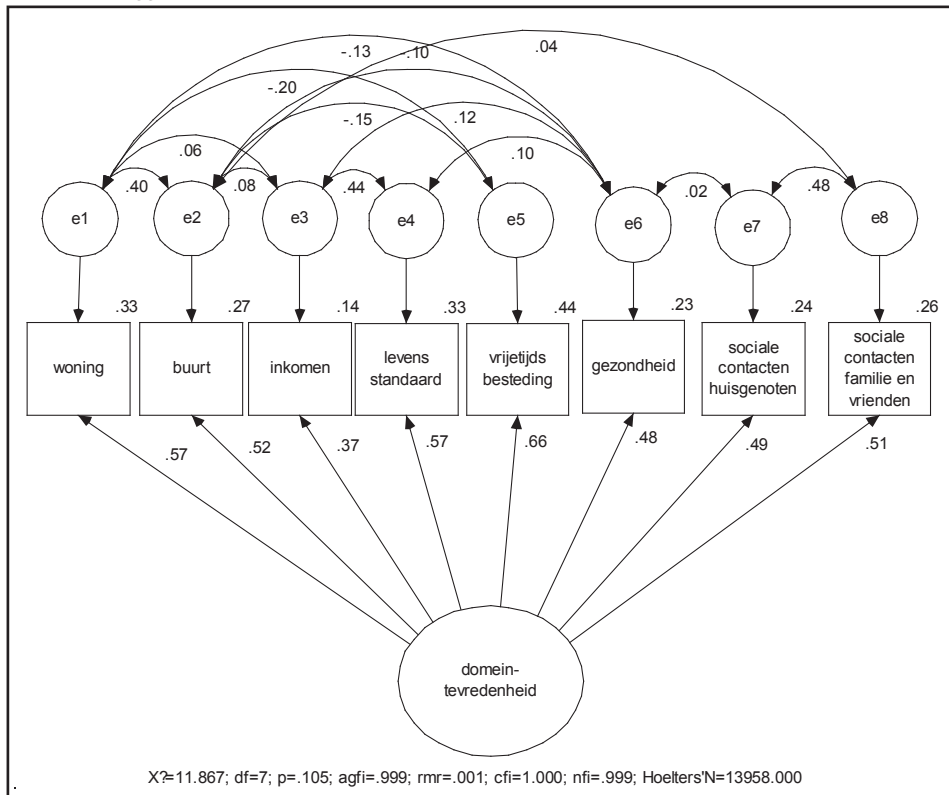 -.13
-.10
.04
-.20
-.15
.12
.06
.10
.40
.08
.44
.02
.48
e1
e2
e3
e4
e5
e6
e7
e8
.33
.27
.14
.33
.44
.23
.24
.26
woning
buurt
inkomen
levens
standaard
vrijetijds
besteding
gezondheid
sociale
contacten
huisgenoten
sociale
contacten
familie en
vrienden
.57
.52
.37
.57
.66
.48
.49
.51
domein-
tevredenheid
X?=11.867; df=7; p=.105; agfi=.999; rmr=.001; cfi=1.000; nfi=.999; Hoelters'N=13958.000